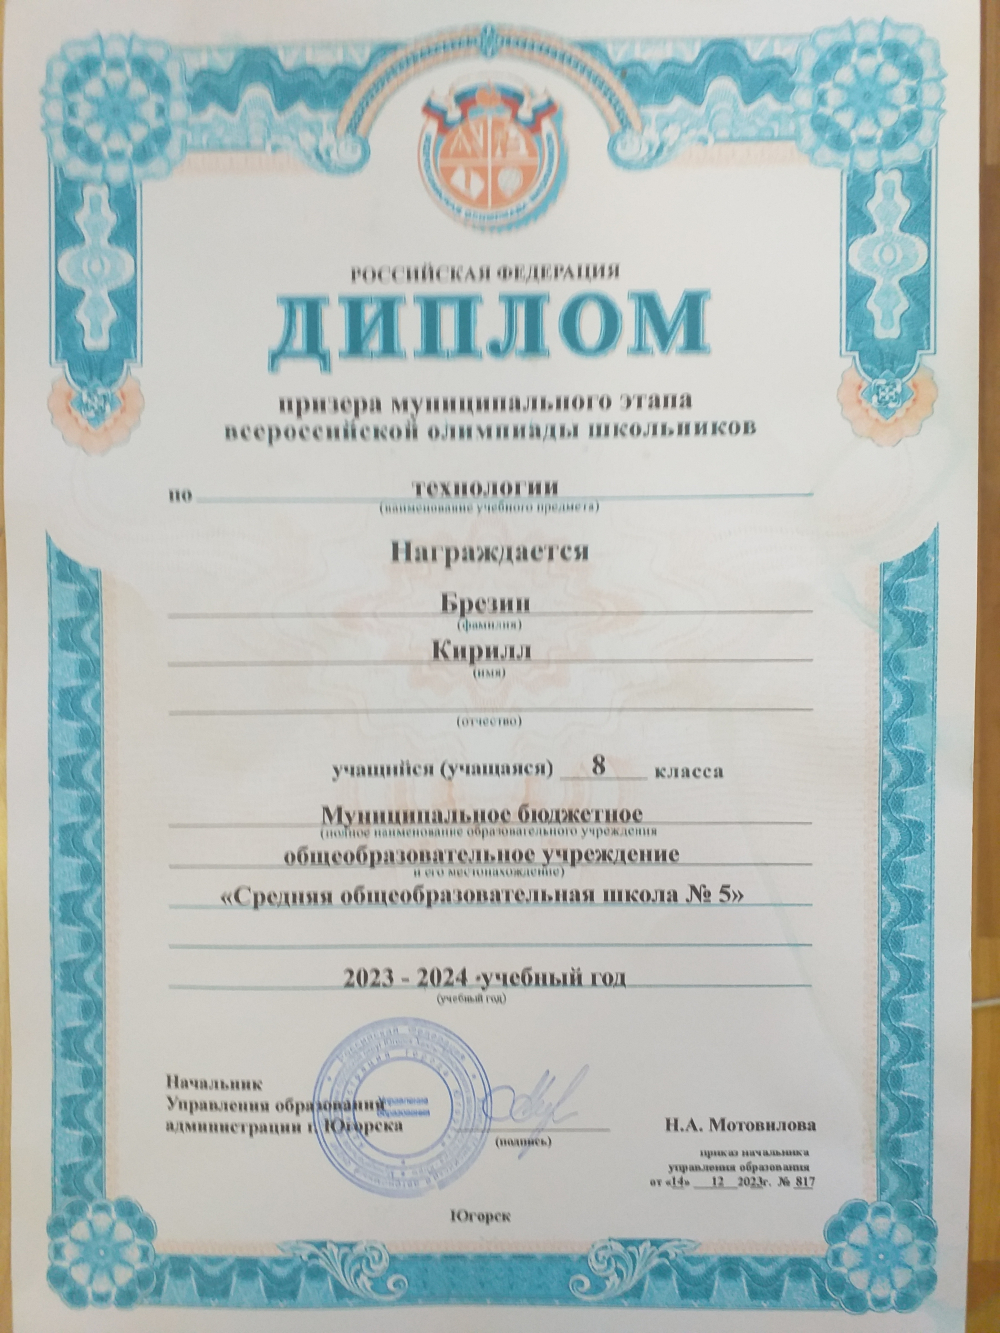 РОССИЙСКАЯ ФЕДЕРАЦИЯ
ДИПЛОМ
призера муниципального этапа
всероссийской олимпиады школьников
по технологии
(наименование учебного предмета)
Награждается
Брезин
(фамилия)
Кирилл
(имя)
(отчество)
учащийся (учащаяся) 8 класса
Муниципальное бюджетное
(полное наименование образовательного учреждения
общеобразовательное учреждение
и его местонахождение)
«Средняя общеобразовательная школа № 5»
2023 - 2024 -учебный год
(учебный год)
Начальник
Управления образования
администрации г. Югорска
Управление
образования
(подпись)
Н.А. Мотовилова
приказ начальника
управления образования
от «14» 12 2023г. № 817
Югорск